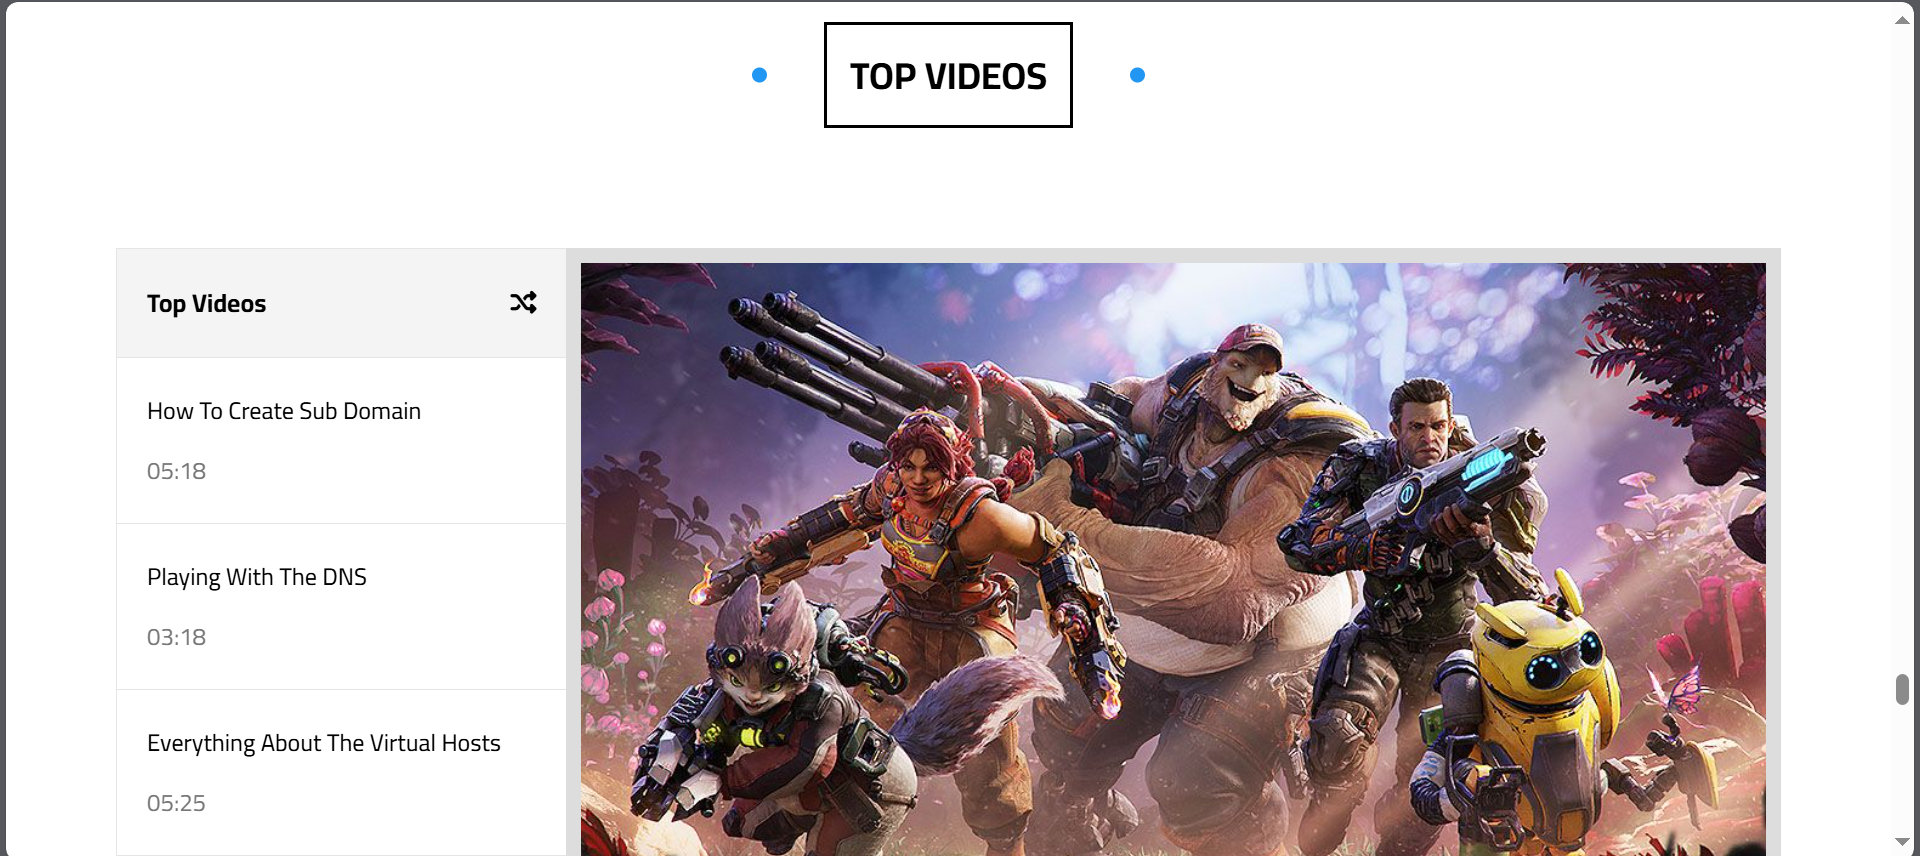 TOP VIDEOS
Top Videos
How To Create Sub Domain
05:18
Playing With The DNS
03:18
Everything About The Virtual Hosts
05:25